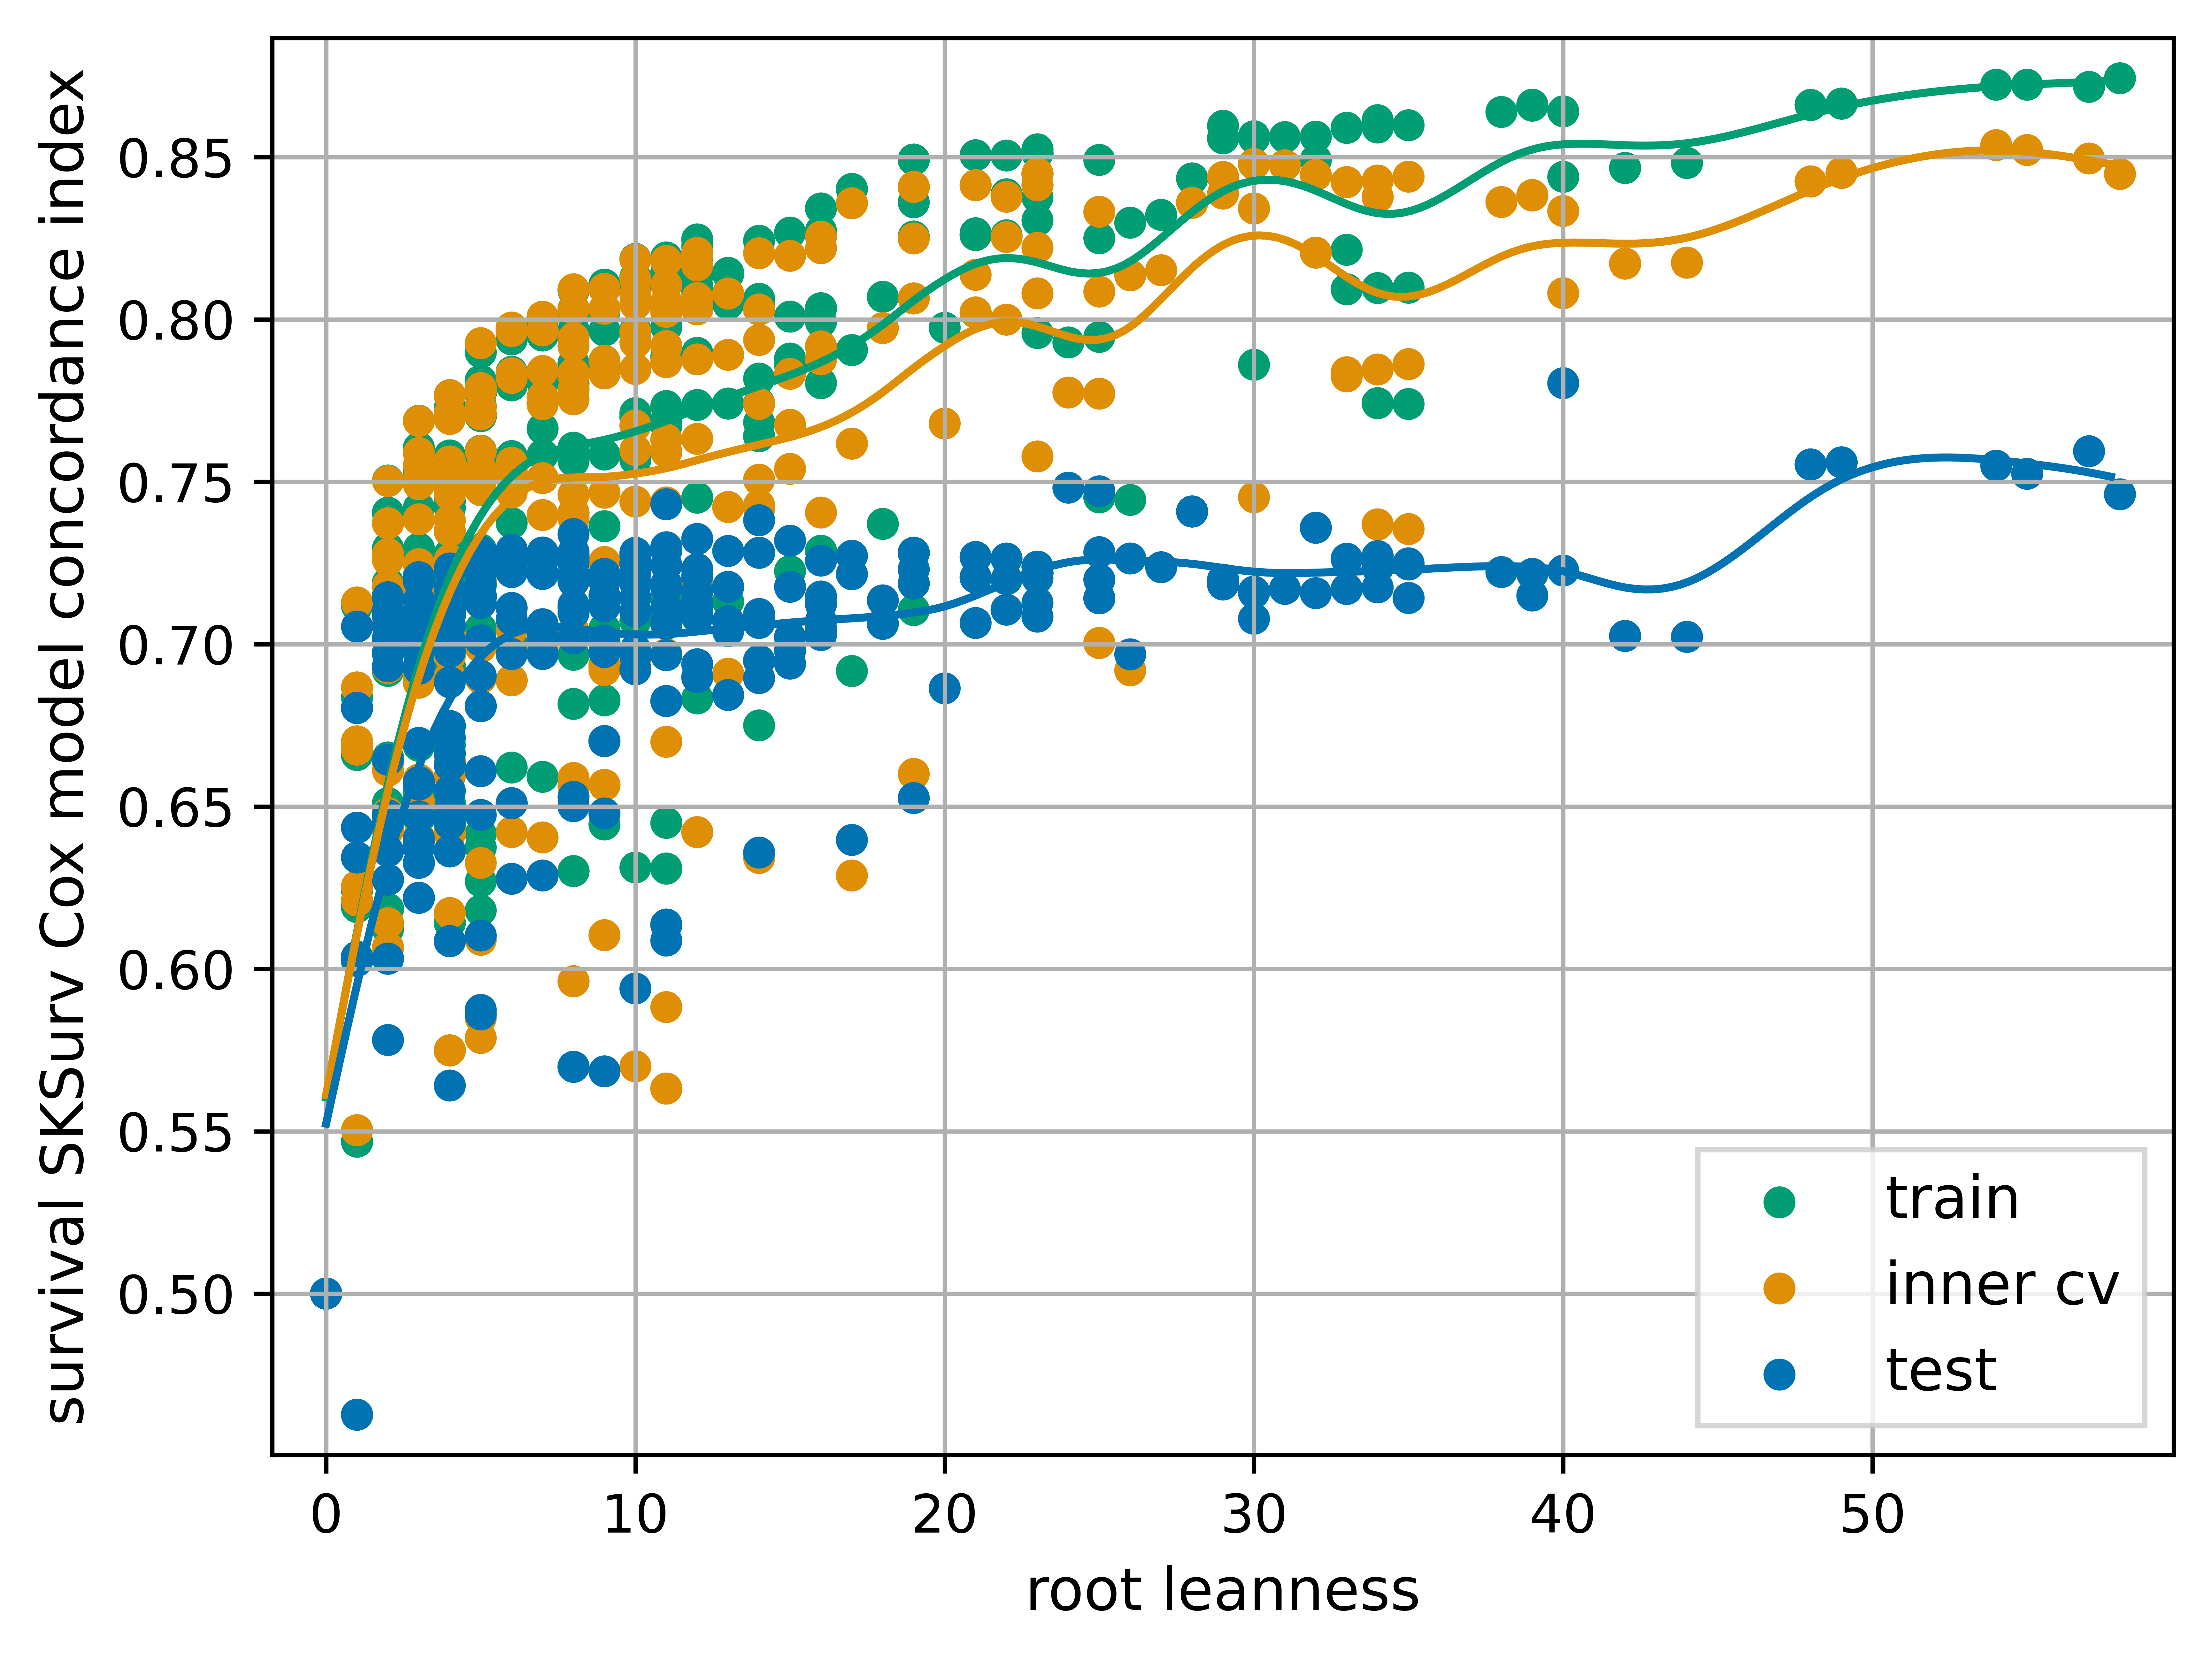 survival SKSurv Cox model concordance index
0.85
0.80
0.75
0.70
0.65
0.60
0.55
0.50
0 10 20 30 40 50
root leanness
train
inner cv
test